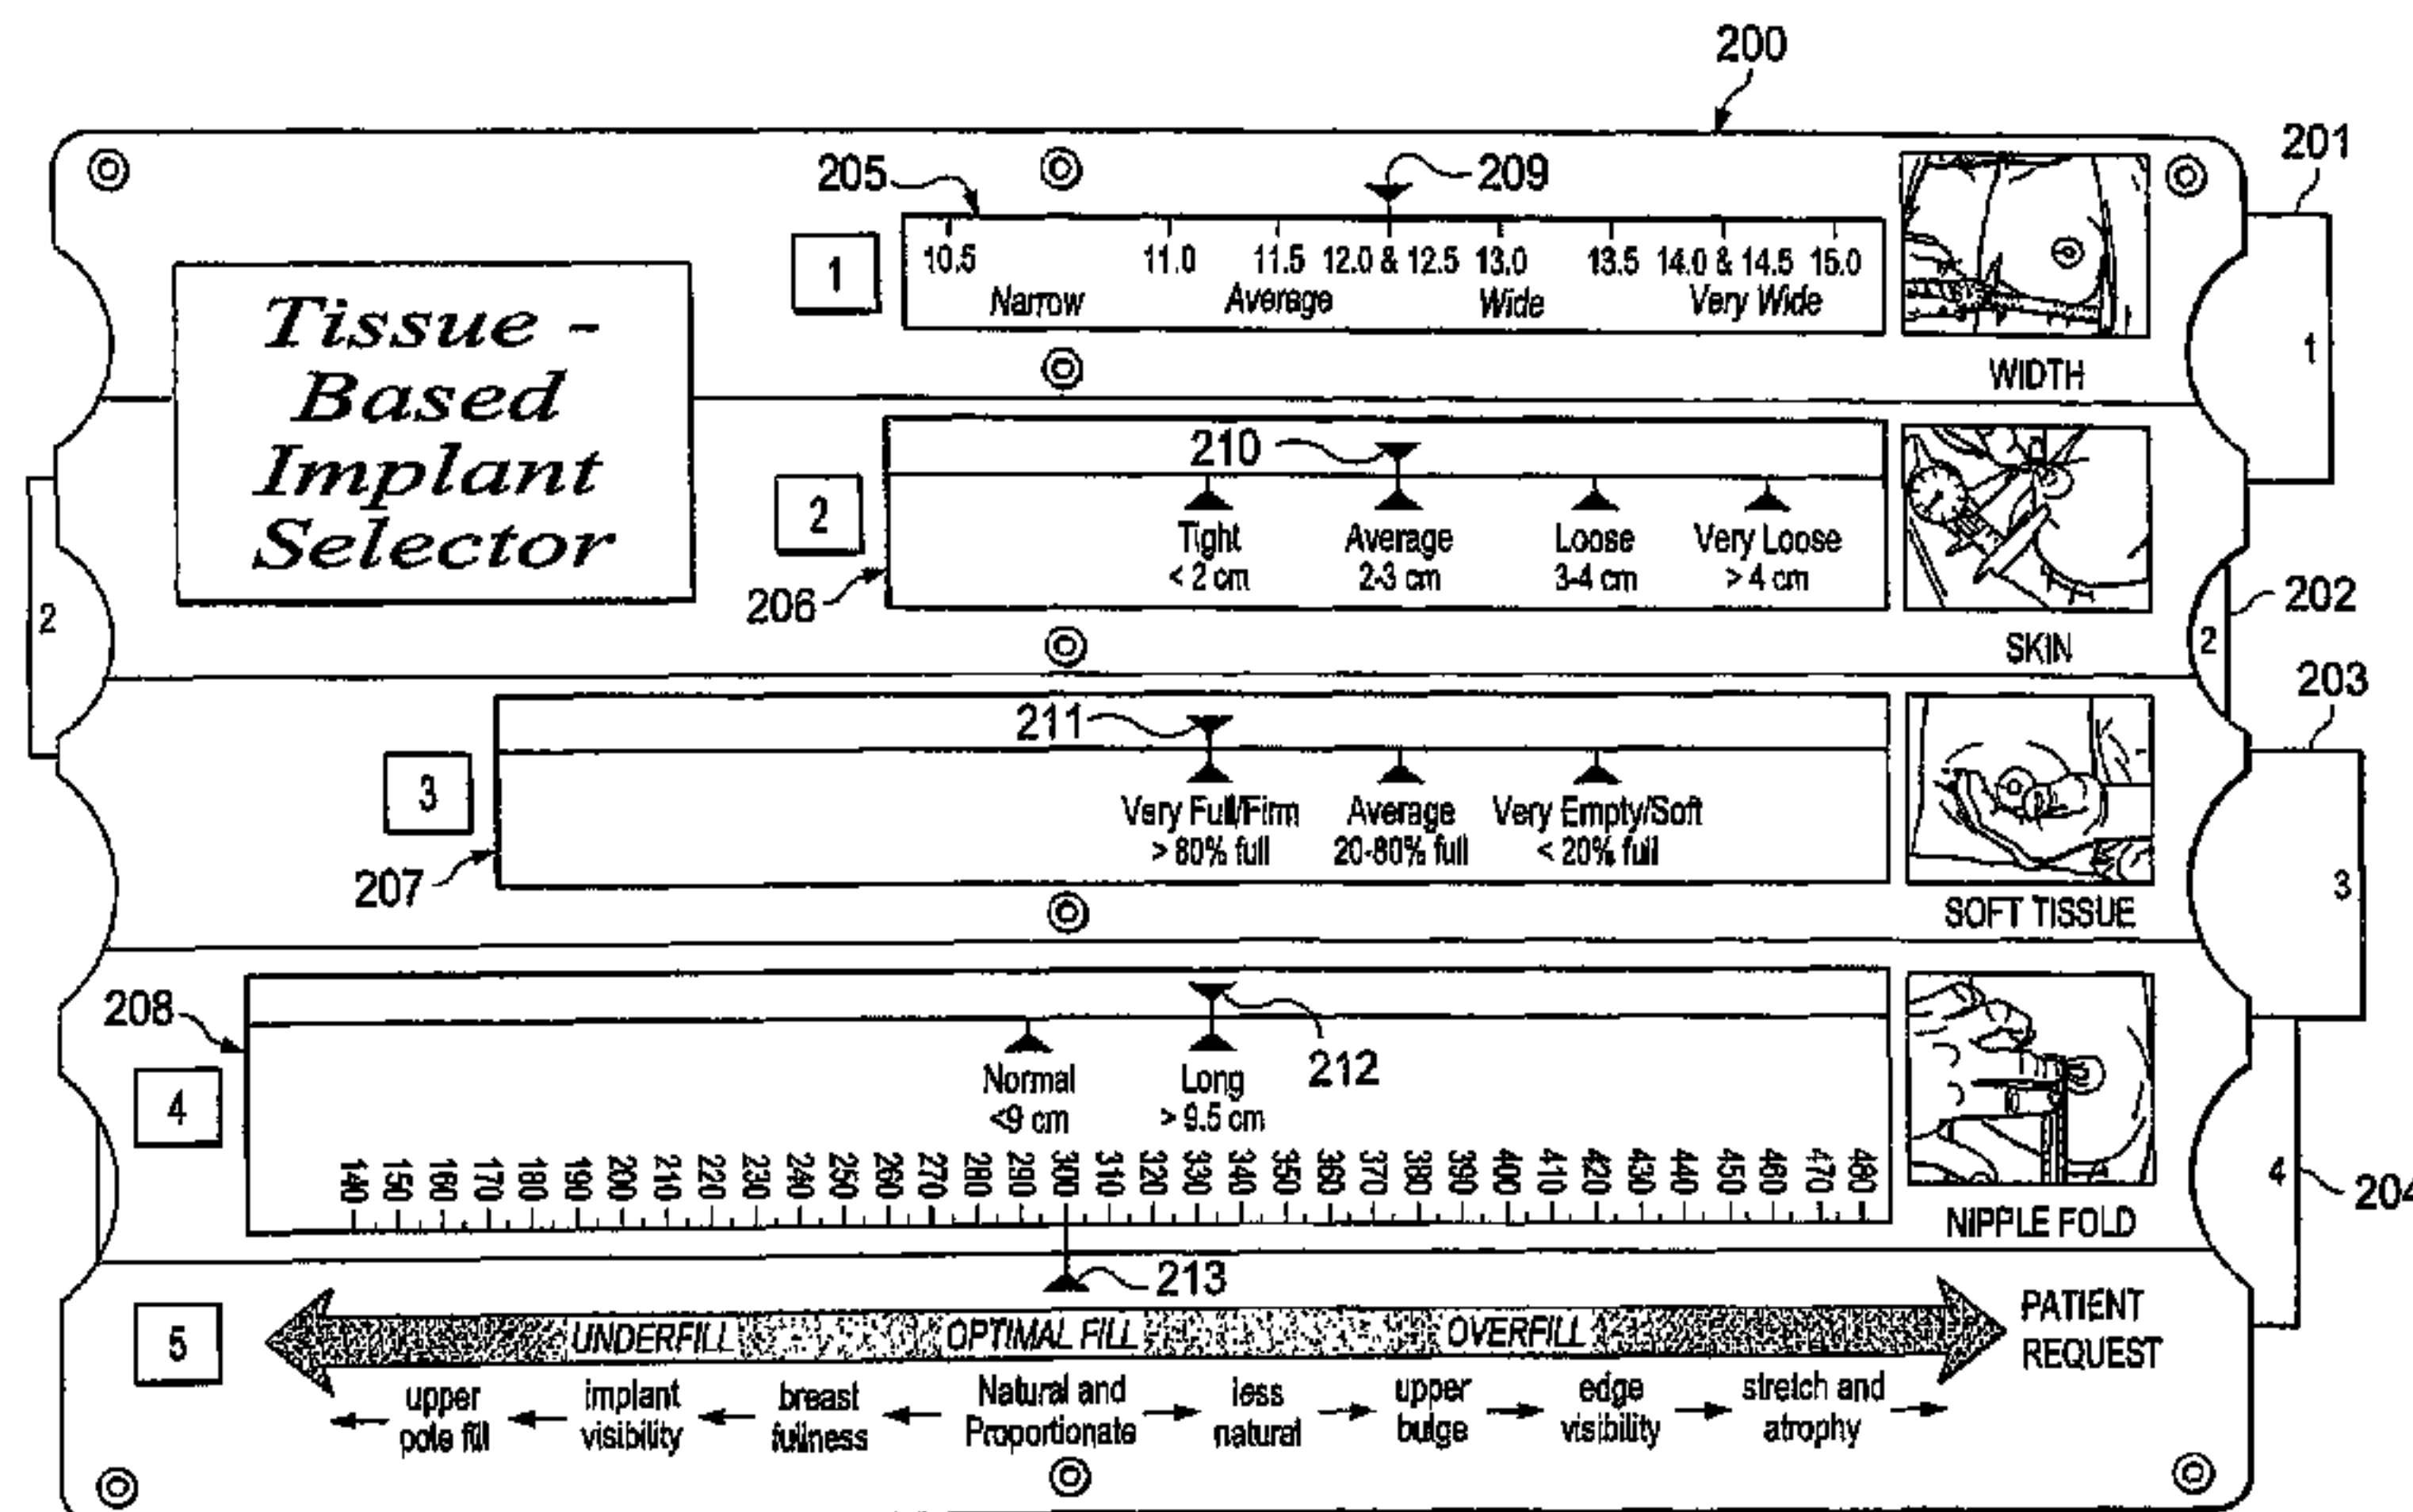 200
201
205
209
1
10.5 11.0 11.5 12.0 & 12.5 13.0 13.5 14.0 & 14.5 15.0
Narrow Average Wide Very Wide
WIDTH
1
Tissue -
Based
Implant
Selector
2
210
2
Tight Average Loose Very Loose
< 2 cm 2-3 cm 3-4 cm > 4 cm
206
SKIN
2
202
203
211
3
Very Full/Firm Average Very Empty/Soft
> 80% full 20-80% full < 20% full
207
SOFT TISSUE
3
208
212
4
Normal Long
<9 cm > 9.5 cm
140 150 160 170 180 190 200 210 220 230 240 250 260 270 280 290 300 310 320 330 340 350 360 370 380 390 400 410 420 430 440 450 460 470 480
NIPPLE FOLD
4
204
213
5
UNDERFILL OPTIMAL FILL OVERFILL
PATIENT
REQUEST
upper implant breast Natural and less upper edge stretch and
pole fill visibility fullness Proportionate natural bulge visibility atrophy